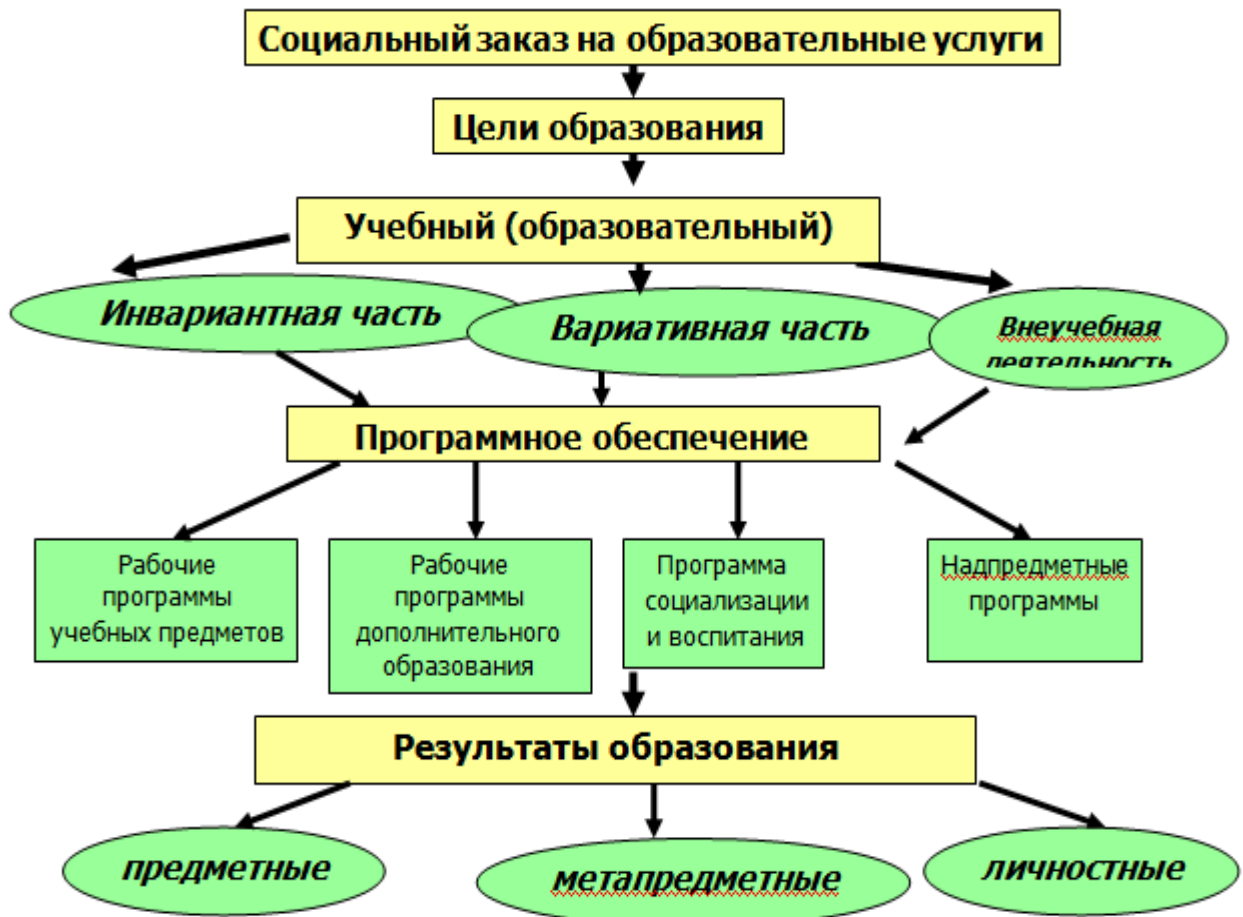 Социальный заказ на образовательные услуги
Цели образования
Учебный (образовательный)
Инвариантная часть
Вариативная часть
Внеучебная
деятельность
Программное обеспечение
Рабочие
программы
учебных предметов
Рабочие
программы
дополнительного
образования
Программа
социализации
и воспитания
Надпредметные
программы
Результаты образования
предметные
метапредметные
личностные